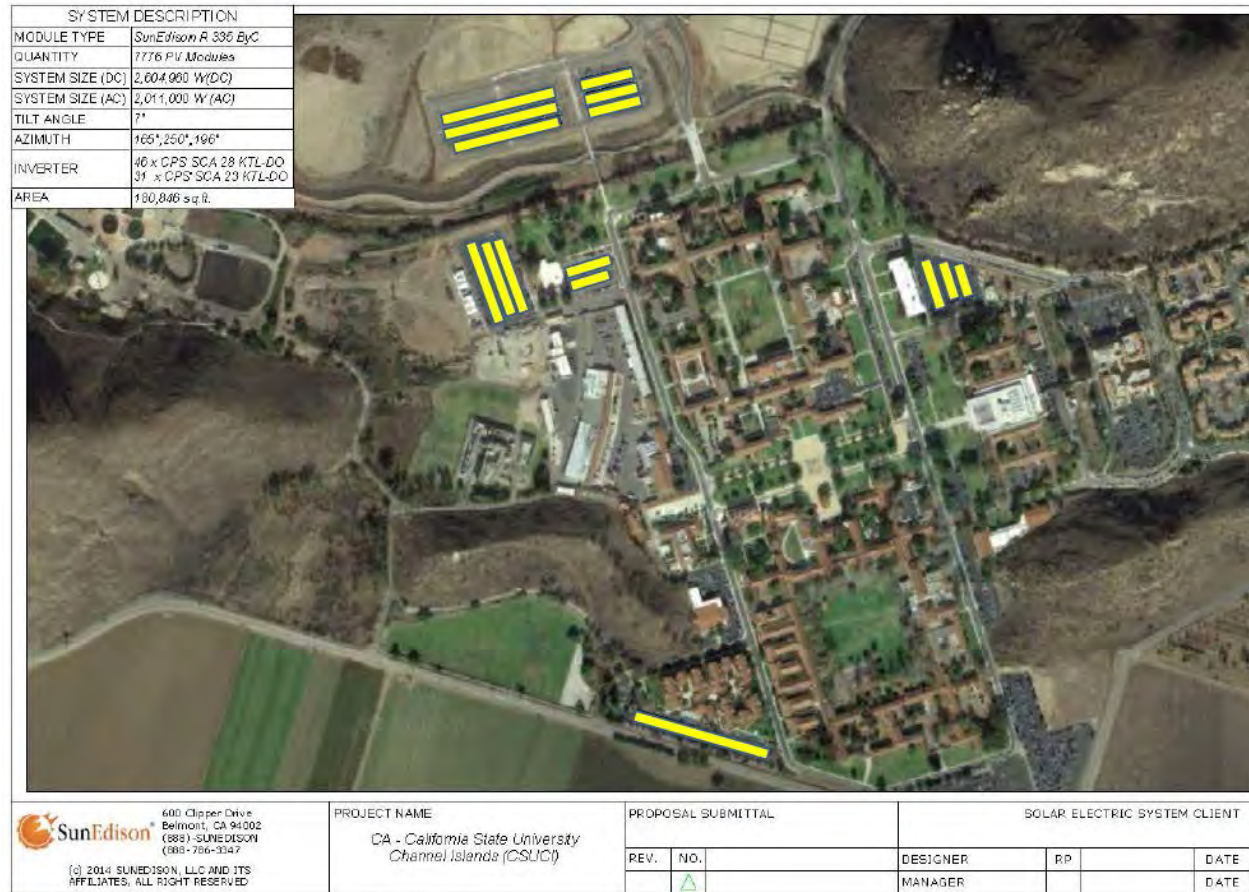 SYSTEM DESCRIPTION
MODULE TYPE SunEdison R 335 ByC
QUANTITY 7776 PV Modules
SYSTEM SIZE (DC) 2,604,960 W(DC)
SYSTEM SIZE (AC) 2,011,000 W (AC)
TILT ANGLE 7°
AZIMUTH 165°,250°,196°
INVERTER 46 x CPS SCA 28 KTL-DO
31 x CPS SCA 23 KTL-DO
AREA 180,846 sq.ft.
SunEdison
600 Clipper Drive
Belmont, CA 94002
(888)-SUNEDISON
(888-786-3347
(c) 2014 SUNEDISON, LLC AND ITS
AFFILIATES, ALL RIGHT RESERVED
PROJECT NAME
CA - California State University
Channel Islands (CSUCI)
PROPOSAL SUBMITTAL
SOLAR ELECTRIC SYSTEM CLIENT
REV. NO. DESIGNER RP DATE
MANAGER DATE